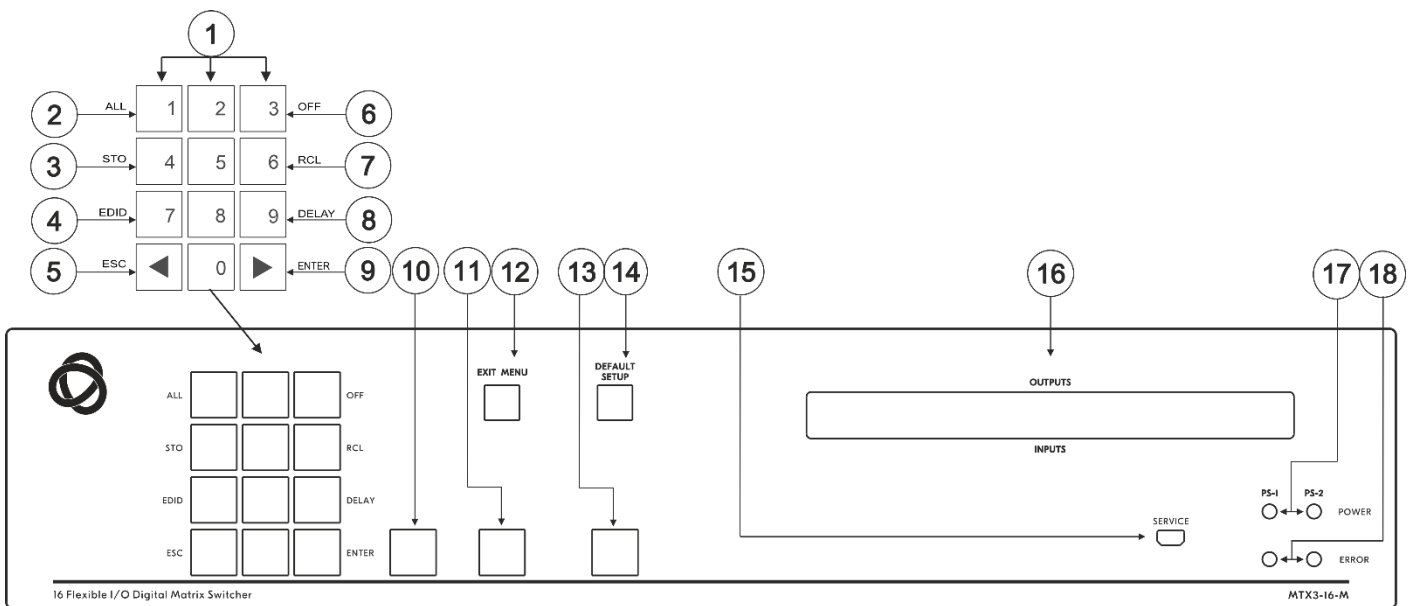 1
2 ALL 1 2 3 OFF 6
3 STO 4 5 6 RCL 7
4 EDID 7 8 9 DELAY 8
5 ESC 0 ENTER 9 10 11 12 13 14 15 16 17 18
EXIT MENU
DEFAULT
SETUP
OUTPUTS
INPUTS
ALL OFF
STO RCL
EDID DELAY
ESC ENTER
SERVICE
PS-1 PS-2
POWER
ERROR
16 Flexible I/O Digital Matrix Switcher
MTX3-16-M